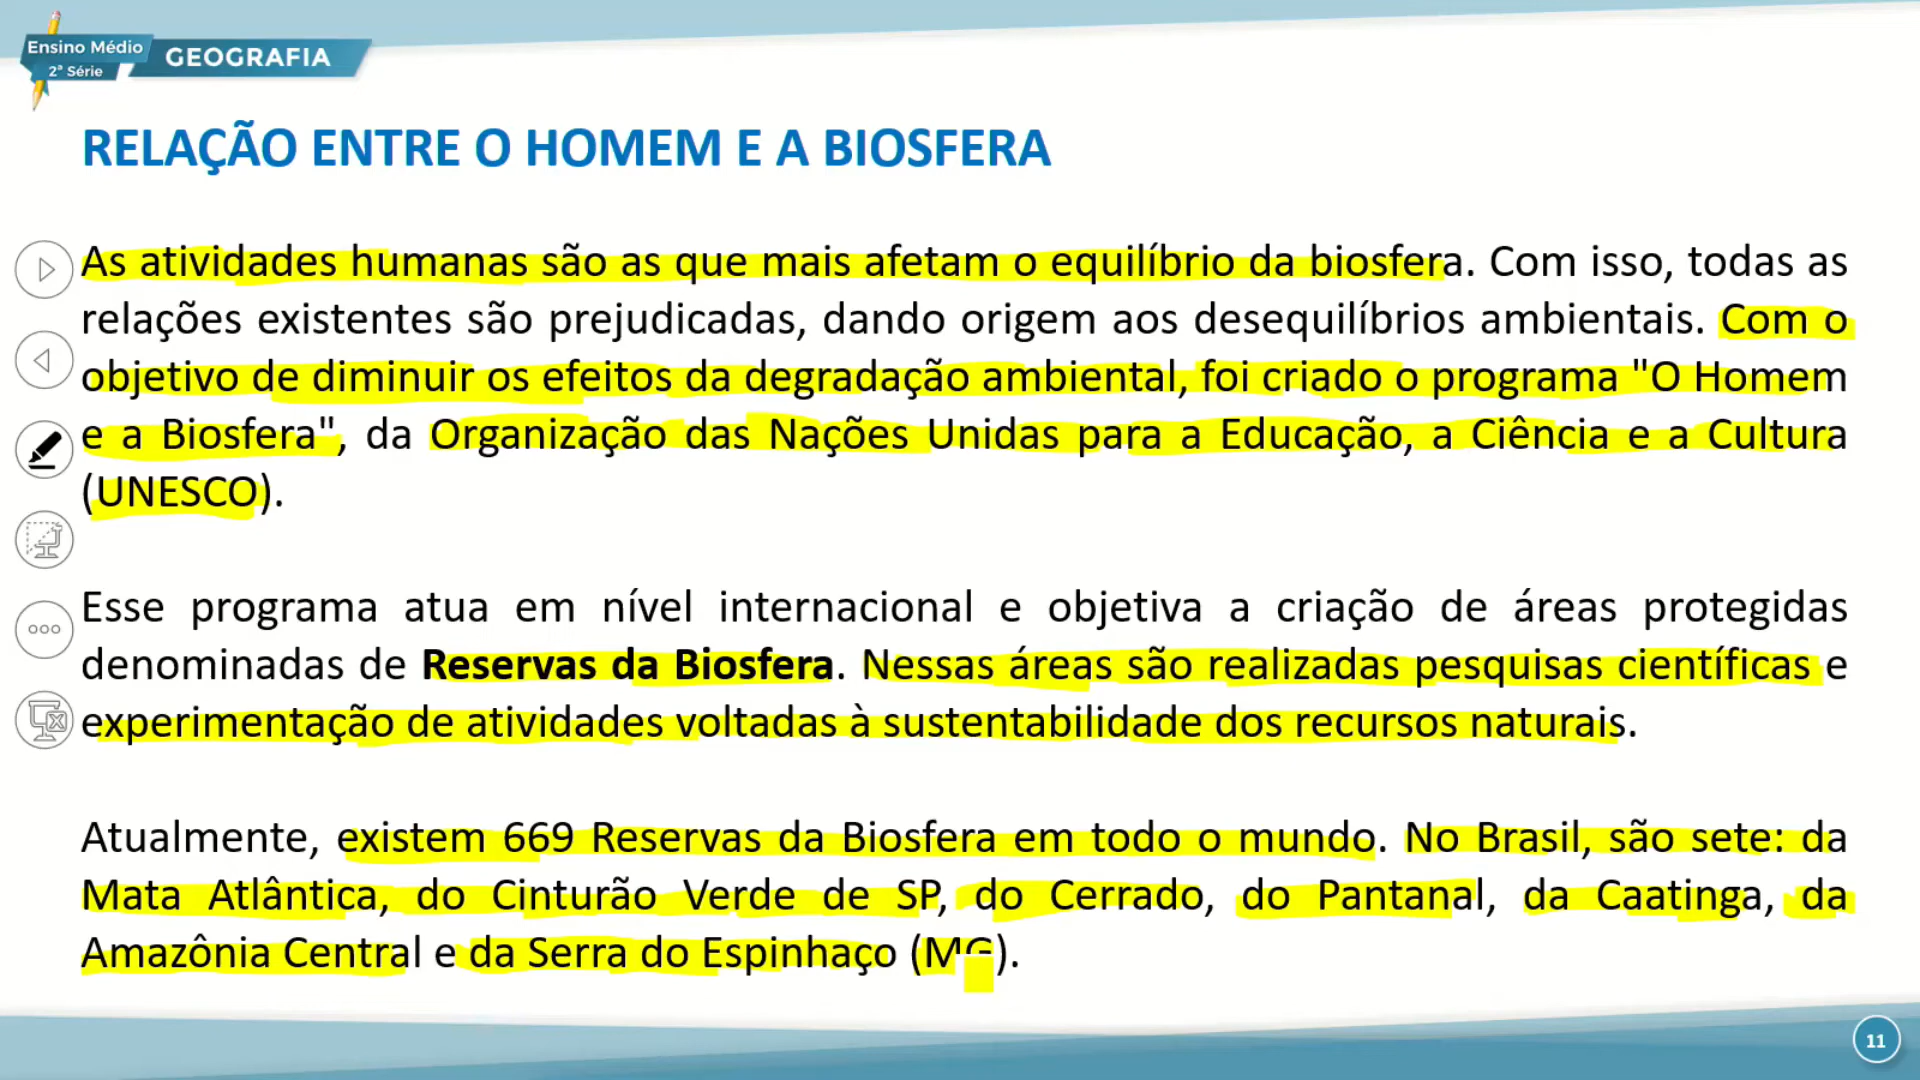 Ensino Médio
2ª Série
GEOGRAFIA
RELAÇÃO ENTRE O HOMEM E A BIOSFERA
As atividades humanas são as que mais afetam o equilíbrio da biosfera. Com isso, todas as
relações existentes são prejudicadas, dando origem aos desequilíbrios ambientais. Com o
objetivo de diminuir os efeitos da degradação ambiental, foi criado o programa "O Homem
e a Biosfera", da Organização das Nações Unidas para a Educação, a Ciência e a Cultura
(UNESCO).
Esse programa atua em nível internacional e objetiva a criação de áreas protegidas
denominadas de Reservas da Biosfera. Nessas áreas são realizadas pesquisas científicas e
experimentação de atividades voltadas à sustentabilidade dos recursos naturais.
Atualmente, existem 669 Reservas da Biosfera em todo o mundo. No Brasil, são sete: da
Mata Atlântica, do Cinturão Verde de SP, do Cerrado, do Pantanal, da Caatinga, da
Amazônia Central e da Serra do Espinhaço (MG).
11